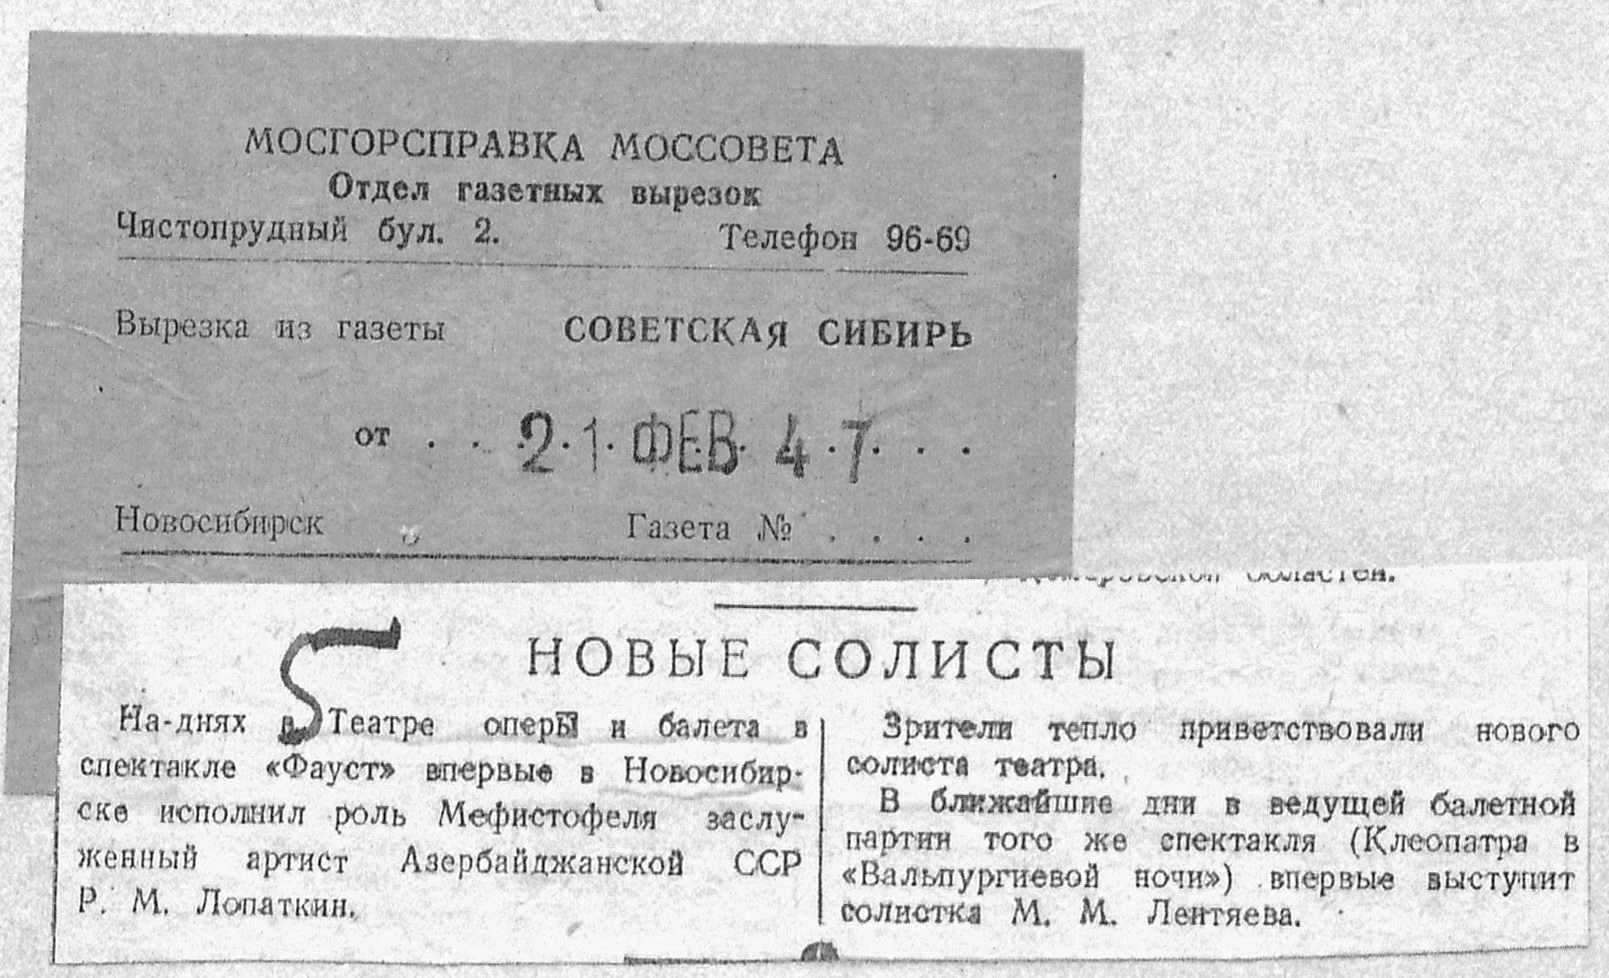 МОСГОРСПРАВКА МОССОВЕТА
Отдел газетных вырезок
Чистопрудный бул. 2. Телефон 96-69
Вырезка из газеты СОВЕТСКАЯ СИБИРЬ
от . . 21 ФЕВ 47 . . .
Новосибирск Газета № . . . .
областей.
НОВЫЕ СОЛИСТЫ
На-днях в Театре оперы и балета в
спектакле «Фауст» впервые в Новосибир-
ске исполнил роль Мефистофеля заслу-
женный артист Азербайджанской ССР
Р. М. Лопаткин.
Зрители тепло приветствовали нового
солиста театра.
В ближайшие дни в ведущей балетной
партии того же спектакля (Клеопатра в
«Вальпургиевой ночи») впервые выступит
солистка М. М. Лентяева.